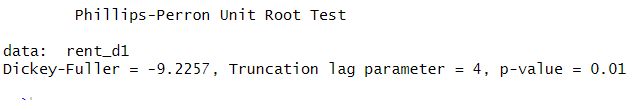 Phillips-Perron Unit Root Test
data:  rent_d1
Dickey-Fuller = -9.2257, Truncation lag parameter = 4, p-value = 0.01